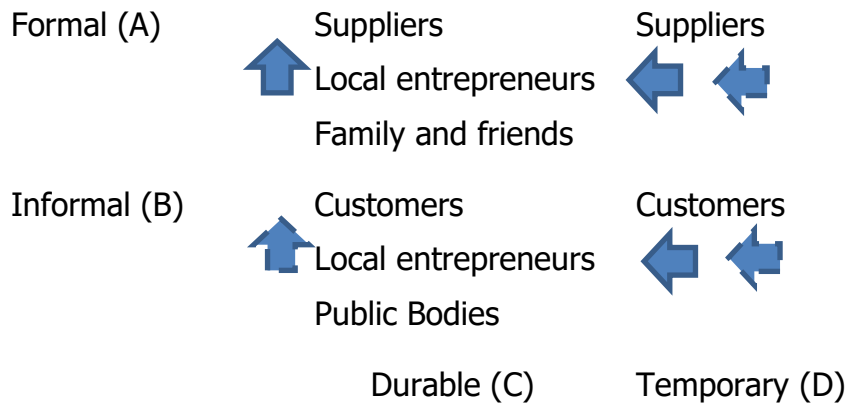 Formal (A) Suppliers Suppliers
Local entrepreneurs
Family and friends
Informal (B) Customers Customers
Local entrepreneurs
Public Bodies
Durable (C) Temporary (D)